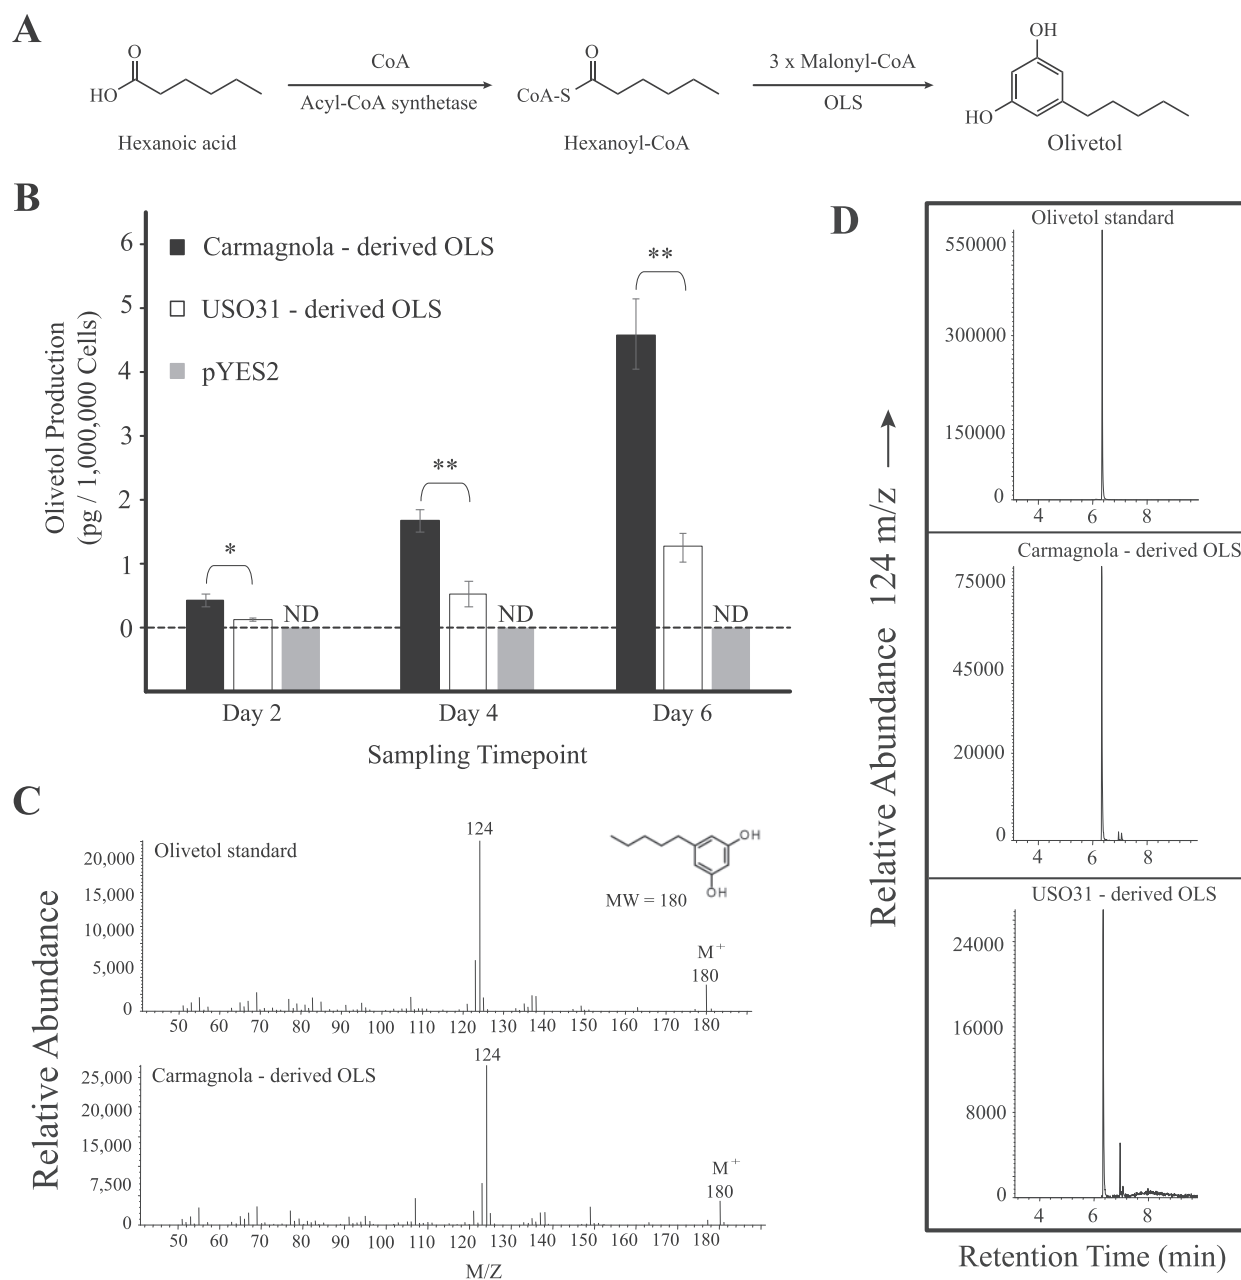 A
O
HO
Hexanoic acid
CoA
Acyl-CoA synthetase
O
CoA-S
Hexanoyl-CoA
3 x Malonyl-CoA
OLS
OH
HO
Olivetol
B
Olivetol Production
(pg / 1,000,000 Cells)
6
5
4
3
2
1
0
Carmagnola - derived OLS
USO31 - derived OLS
pYES2
*
**
**
ND
ND
ND
Day 2
Day 4
Day 6
Sampling Timepoint
C
Relative Abundance
Olivetol standard
20,000
15,000
10,000
5,000
0
124
OH
OH
MW = 180
M+
180
50 60 70 80 90 100 110 120 130 140 150 160 170 180
Carmagnola - derived OLS
25,000
20,000
15,000
7,500
0
124
M+
180
50 60 70 80 90 100 110 120 130 140 150 160 170 180
M/Z
D
Relative Abundance 124 m/z
Olivetol standard
550000
300000
150000
0
4 6 8
Carmagnola - derived OLS
75000
45000
20000
0
4 6 8
USO31 - derived OLS
24000
16000
8000
0
4 6 8
Retention Time (min)